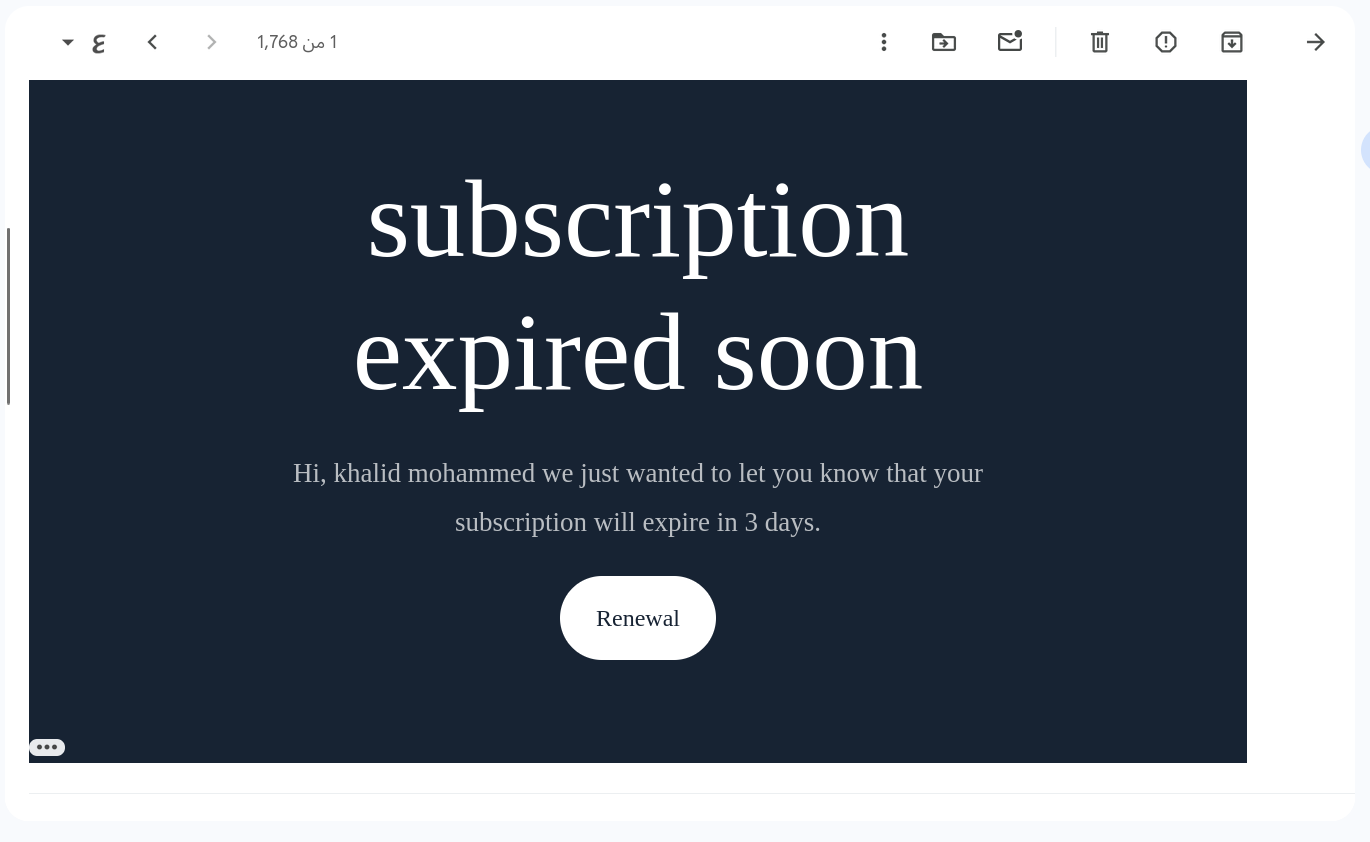 1 من 1,768
ع
subscription
expired soon
Hi, khalid mohammed we just wanted to let you know that your
subscription will expire in 3 days.
Renewal